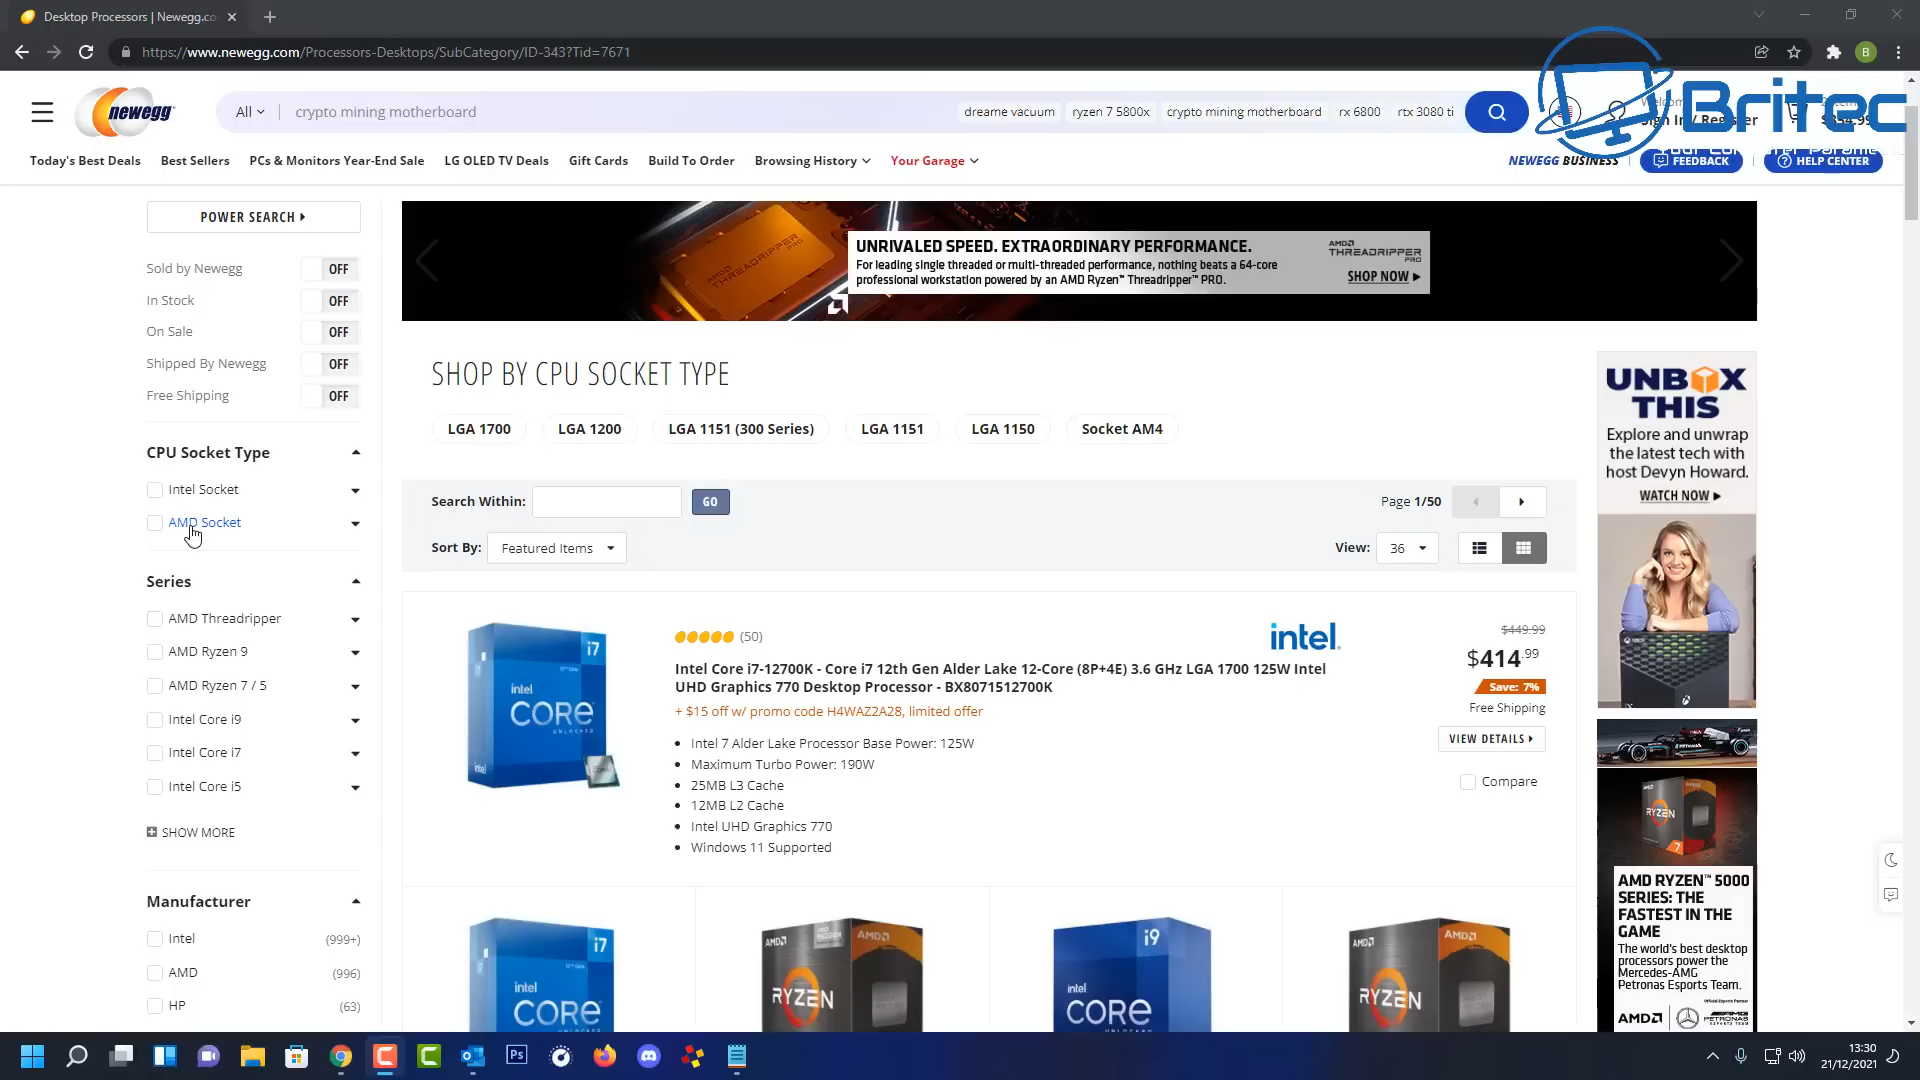 Desktop Processors | Newegg.co
https://www.newegg.com/Processors-Desktops/SubCategory/ID-343?Tid=7671
B
newegg
All
crypto mining motherboard
dreame vacuum
ryzen 7 5800x
crypto mining motherboard
rx 6800
rtx 3080 ti
Sign In / Register
Britec
Today's Best Deals
Best Sellers
PCs & Monitors Year-End Sale
LG OLED TV Deals
Gift Cards
Build To Order
Browsing History
Your Garage
NEWEGG BUSINESS
FEEDBACK
HELP CENTER
POWER SEARCH
Sold by Newegg OFF
In Stock OFF
On Sale OFF
Shipped By Newegg OFF
Free Shipping OFF
CPU Socket Type
Intel Socket
AMD Socket
Series
AMD Threadripper
AMD Ryzen 9
AMD Ryzen 7 / 5
Intel Core i9
Intel Core i7
Intel Core i5
SHOW MORE
Manufacturer
Intel (999+)
AMD (996)
HP (63)
UNRIVALED SPEED. EXTRAORDINARY PERFORMANCE.
For leading single threaded or multi-threaded performance, nothing beats a 64-core
professional workstation powered by an AMD Ryzen™ Threadripper™ PRO.
AMD
THREADRIPPER
PRO
SHOP NOW
SHOP BY CPU SOCKET TYPE
LGA 1700
LGA 1200
LGA 1151 (300 Series)
LGA 1151
LGA 1150
Socket AM4
Search Within:
GO
Page 1/50
Sort By: Featured Items
View: 36
intel
CORE
i7
UNLOCKED
(50)
Intel Core i7-12700K - Core i7 12th Gen Alder Lake 12-Core (8P+4E) 3.6 GHz LGA 1700 125W Intel
UHD Graphics 770 Desktop Processor - BX8071512700K
+ $15 off w/ promo code H4WAZ2A28, limited offer
Intel 7 Alder Lake Processor Base Power: 125W
Maximum Turbo Power: 190W
25MB L3 Cache
12MB L2 Cache
Intel UHD Graphics 770
Windows 11 Supported
intel.
$449.99
$414.99
Save: 7%
Free Shipping
VIEW DETAILS
Compare
i7
intel
CORE
AMD
AMD
RYZEN
i9
intel
CORE
AMD
AMD
RYZEN
UNBOX
THIS
Explore and unwrap
the latest tech with
host Devyn Howard.
WATCH NOW
RYZEN
7
AMD RYZEN™ 5000
SERIES: THE
FASTEST IN THE
GAME
The world's best desktop
processors power the
Mercedes-AMG
Petronas Esports Team.
AMD
PETRONAS
Ps
13:30
21/12/2021